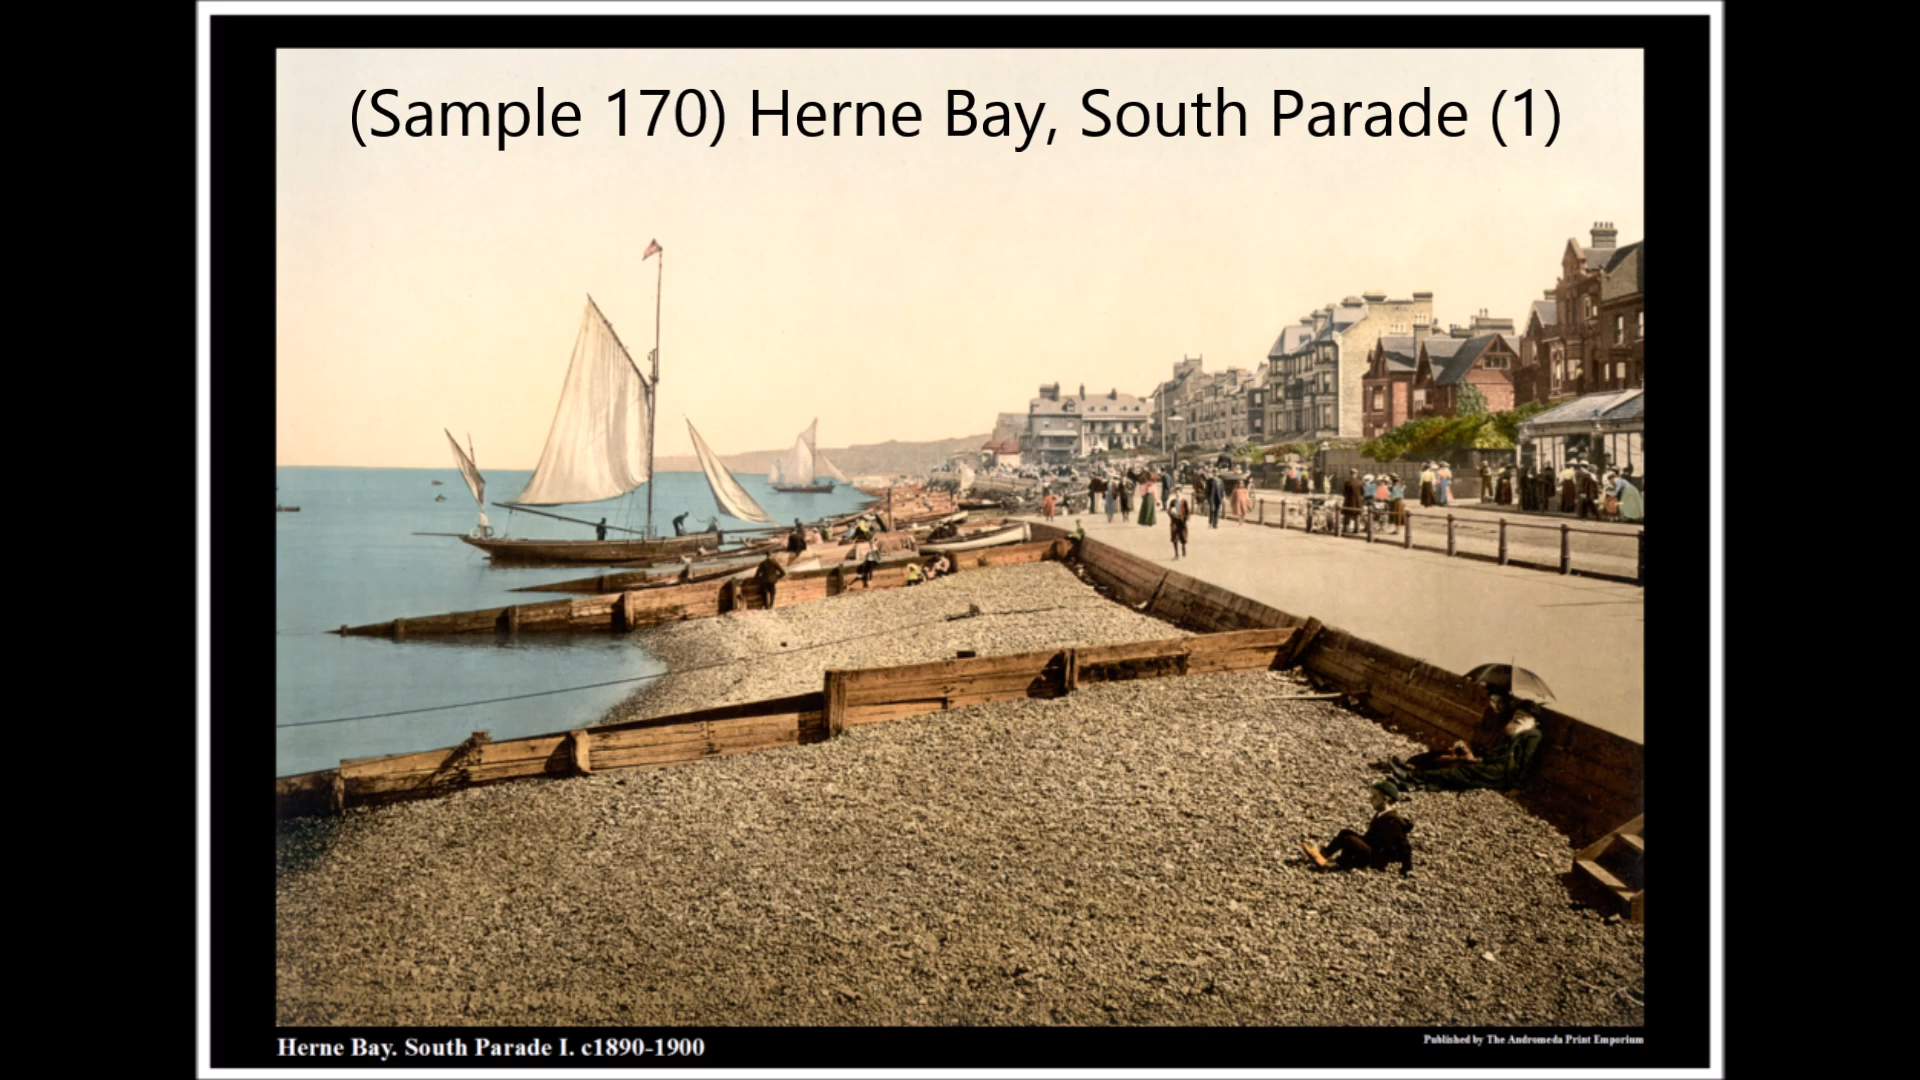 (Sample 170) Herne Bay, South Parade (1)
Herne Bay. South Parade I. c1890-1900
Published by The Andromeda Print Emporium